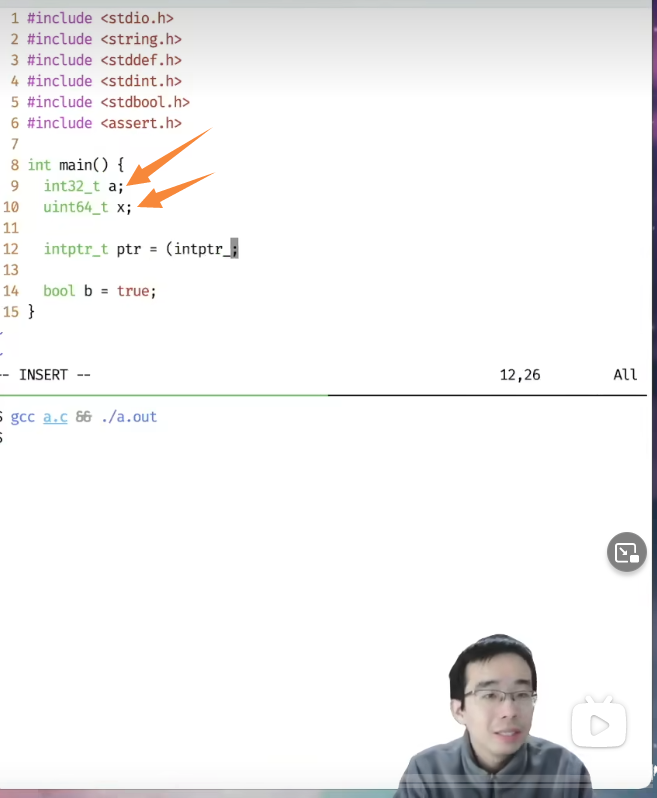 1 #include <stdio.h>
2 #include <string.h>
3 #include <stddef.h>
4 #include <stdint.h>
5 #include <stdbool.h>
6 #include <assert.h>
7
8 int main() {
9   int32_t a;
10   uint64_t x;
11
12   intptr_t ptr = (intptr_;
13
14   bool b = true;
15 }
-- INSERT -- 12,26 All
$ gcc a.c && ./a.out
$